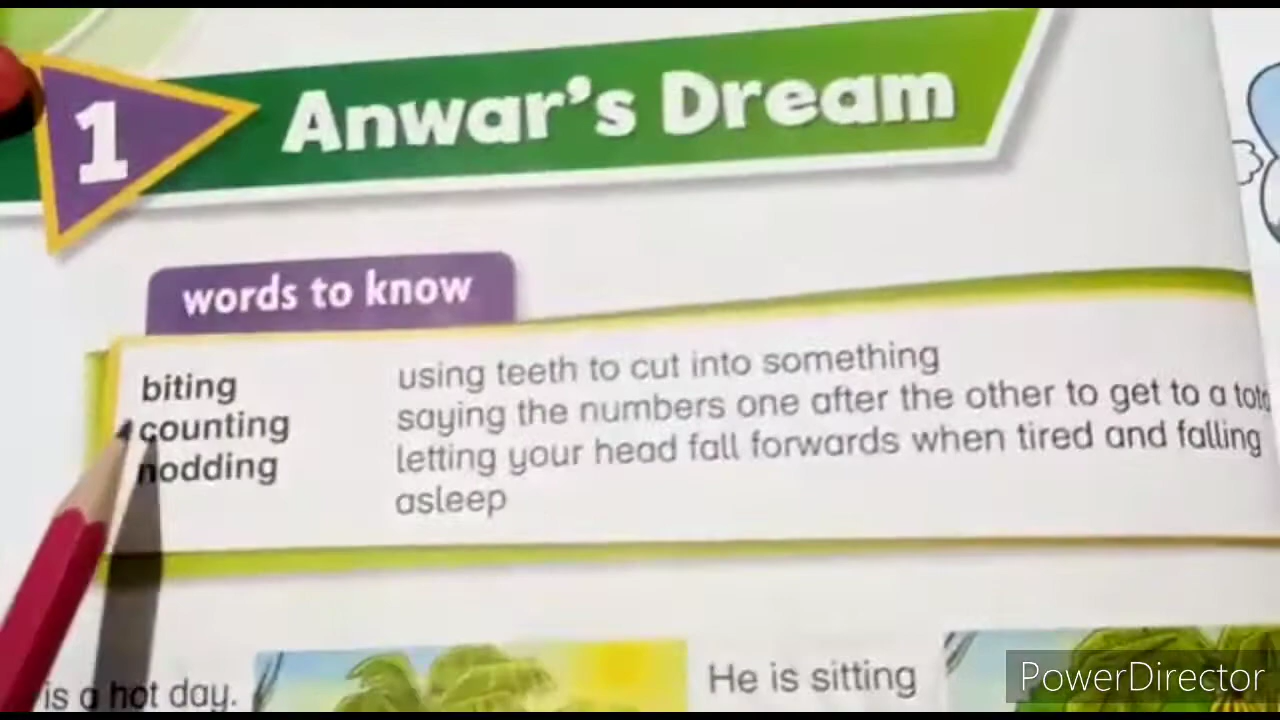 1
Anwar's Dream
words to know
biting using teeth to cut into something
counting saying the numbers one after the other to get to a
nodding letting your head fall forwards when tired and falling
asleep
is a hot day.
He is sitting
PowerDirector